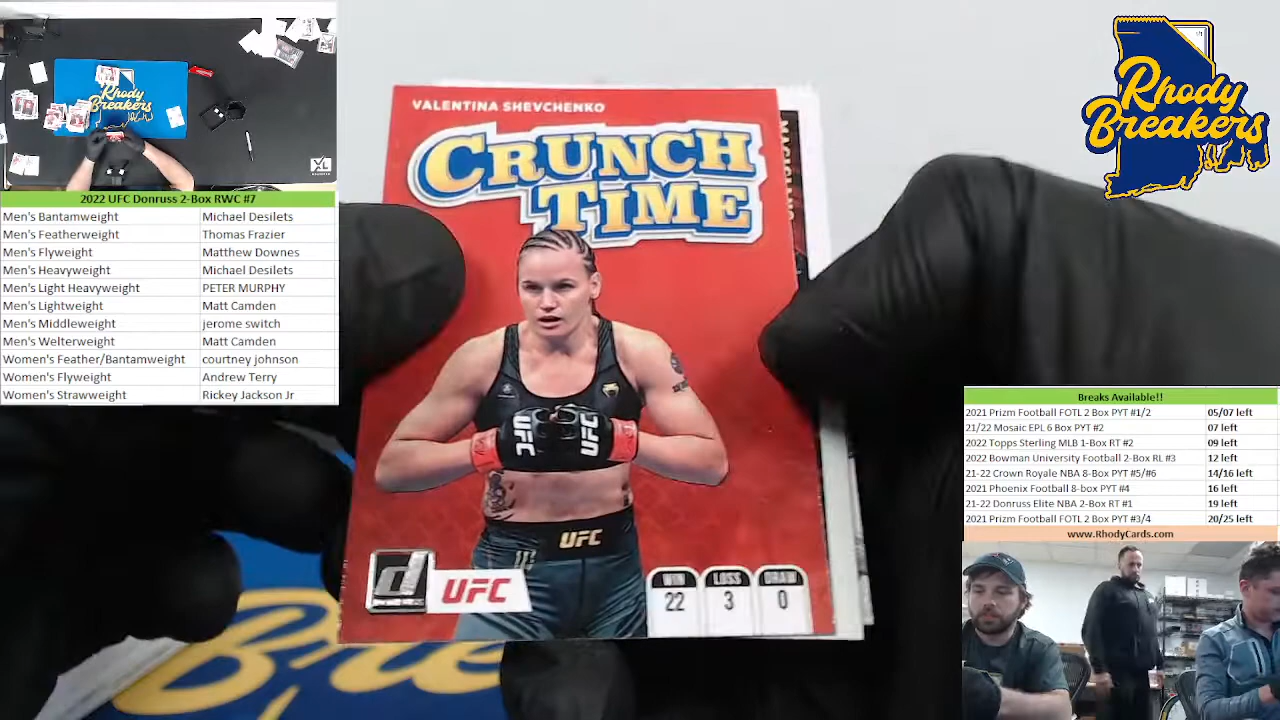 Rhody
Breakers
XL
2022 UFC Donruss 2-Box RWC #7
Men's Bantamweight Michael Desilets
Men's Featherweight Thomas Frazier
Men's Flyweight Matthew Downes
Men's Heavyweight Michael Desilets
Men's Light Heavyweight PETER MURPHY
Men's Lightweight Matt Camden
Men's Middleweight jerome switch
Men's Welterweight Matt Camden
Women's Feather/Bantamweight courtney johnson
Women's Flyweight Andrew Terry
Women's Strawweight Rickey Jackson Jr
VALENTINA SHEVCHENKO
CRUNCH
TIME
UFC
UFC
UFC
d
UFC
WIN LOSS DRAW
22 3 0
Rhody
Breakers
Breaks Available!!
2021 Prizm Football FOTL 2 Box PYT #1/2 05/07 left
21/22 Mosaic EPL 6 Box PYT #2 07 left
2022 Topps Sterling MLB 1-Box RT #2 09 left
2022 Bowman University Football 2-Box RL #3 12 left
21-22 Crown Royale NBA 8-Box PYT #5/#6 14/16 left
2021 Phoenix Football 8-box PYT #4 16 left
21-22 Donruss Elite NBA 2-Box RT #1 19 left
2021 Prizm Football FOTL 2 Box PYT #3/4 20/25 left
www.RhodyCards.com
Bre